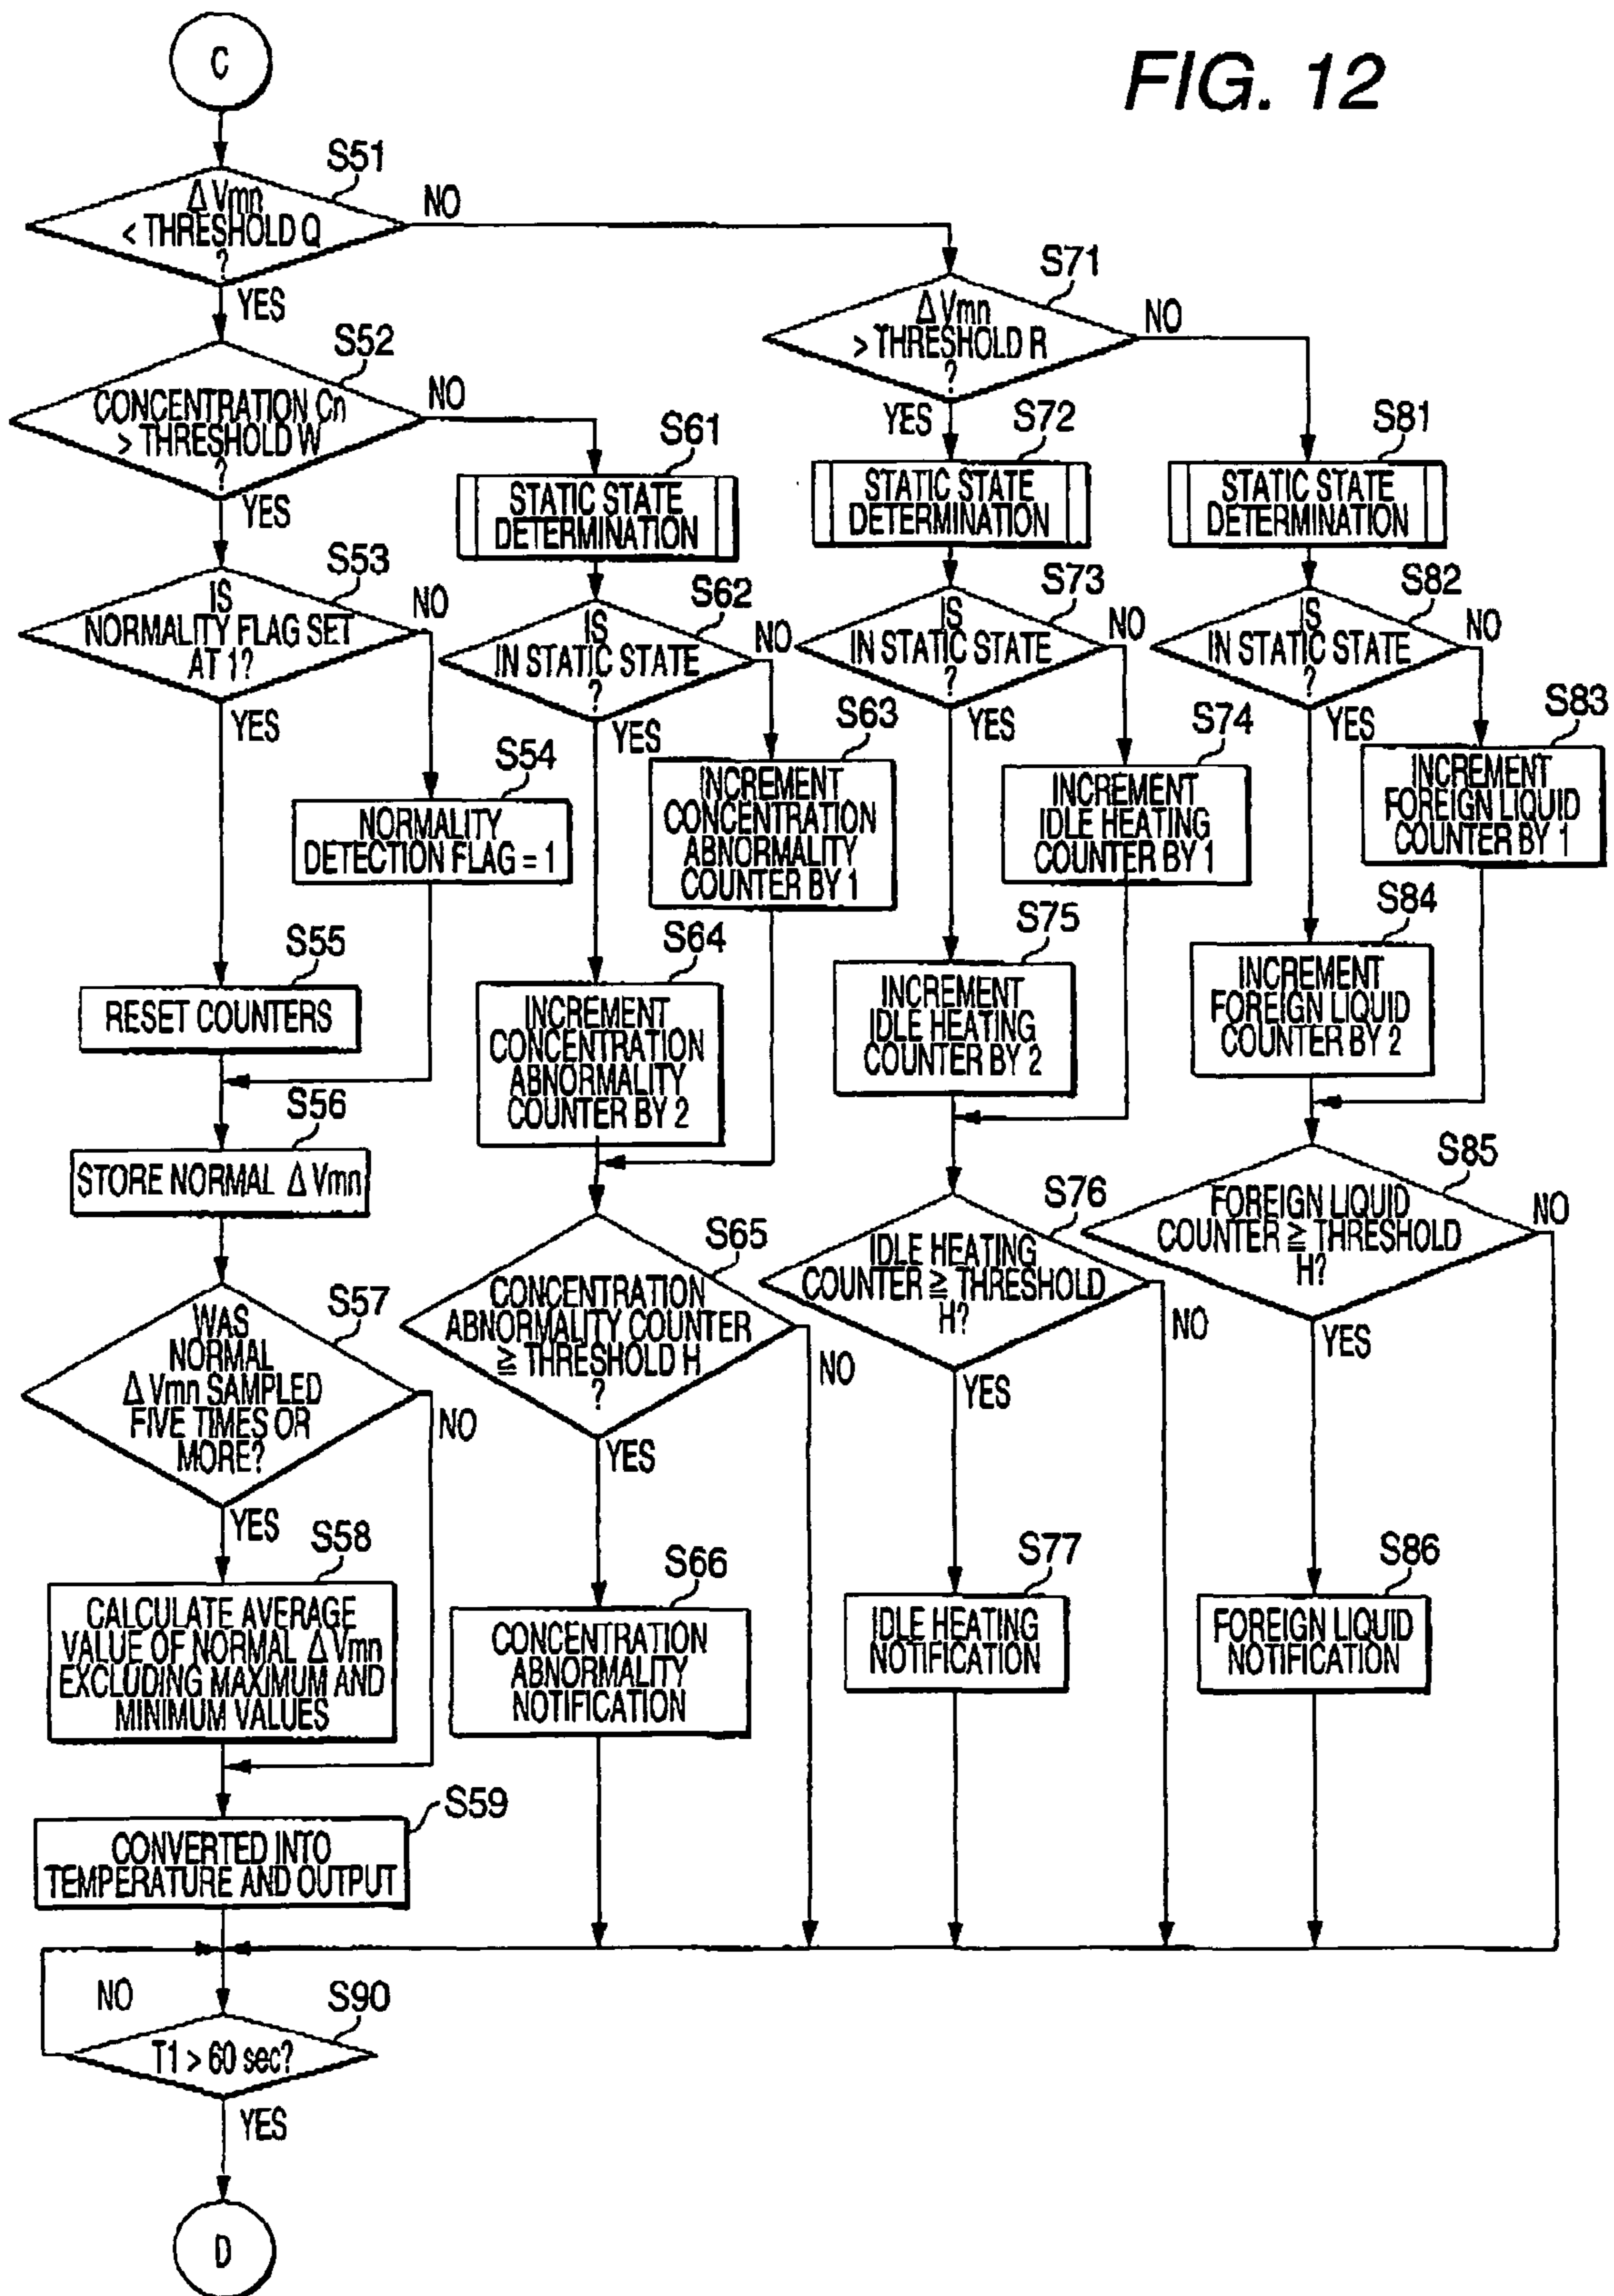 FIG. 12
C
S51
Δ Vmn
< THRESHOLD Q
?
NO
YES
S52
CONCENTRATION Cn
> THRESHOLD W
?
NO
YES
S53
IS
NORMALITY FLAG SET
AT 1?
NO
YES
S54
NORMALITY
DETECTION FLAG = 1
S55
RESET COUNTERS
S56
STORE NORMAL Δ Vmn
S57
WAS
NORMAL
Δ Vmn SAMPLED
FIVE TIMES OR
MORE?
NO
YES
S58
CALCULATE AVERAGE
VALUE OF NORMAL Δ Vmn
EXCLUDING MAXIMUM AND
MINIMUM VALUES
S59
CONVERTED INTO
TEMPERATURE AND OUTPUT
S61
STATIC STATE
DETERMINATION
S62
IS
IN STATIC STATE
?
NO
YES
S63
INCREMENT
CONCENTRATION
ABNORMALITY
COUNTER BY 1
S64
INCREMENT
CONCENTRATION
ABNORMALITY
COUNTER BY 2
S65
CONCENTRATION
ABNORMALITY COUNTER
≧ THRESHOLD H
?
NO
YES
S66
CONCENTRATION
ABNORMALITY
NOTIFICATION
S71
Δ Vmn
> THRESHOLD R
?
NO
YES
S72
STATIC STATE
DETERMINATION
S73
IS
IN STATIC STATE
?
NO
YES
S74
INCREMENT
IDLE HEATING
COUNTER BY 1
S75
INCREMENT
IDLE HEATING
COUNTER BY 2
S76
IDLE HEATING
COUNTER ≧ THRESHOLD
H?
NO
YES
S77
IDLE HEATING
NOTIFICATION
S81
STATIC STATE
DETERMINATION
S82
IS
IN STATIC STATE
?
NO
YES
S83
INCREMENT
FOREIGN LIQUID
COUNTER BY 1
S84
INCREMENT
FOREIGN LIQUID
COUNTER BY 2
S85
FOREIGN LIQUID
COUNTER ≧ THRESHOLD
H?
NO
YES
S86
FOREIGN LIQUID
NOTIFICATION
S90
T1 > 60 sec?
NO
YES
D